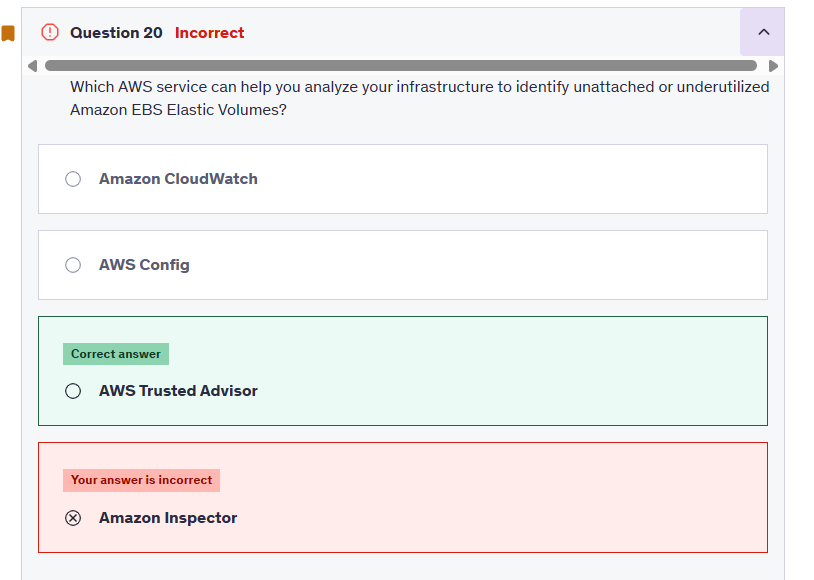 Question 20 Incorrect
Which AWS service can help you analyze your infrastructure to identify unattached or underutilized
Amazon EBS Elastic Volumes?
Amazon CloudWatch
AWS Config
Correct answer
AWS Trusted Advisor
Your answer is incorrect
Amazon Inspector